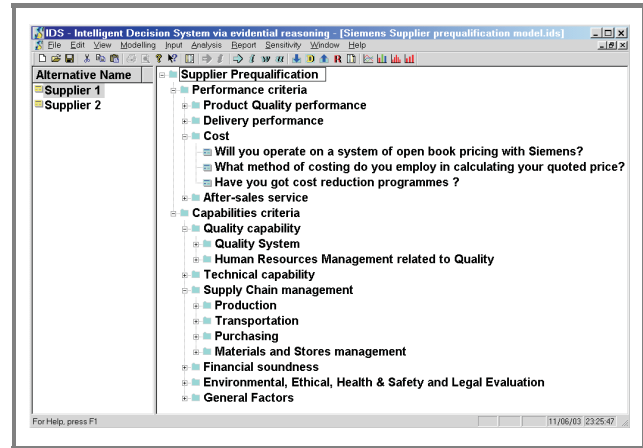 IDS - Intelligent Decision System via evidential reasoning - [Siemens Supplier prequalification model.ids]
File Edit View Modelling Input Analysis Report Sensitivity Window Help
Alternative Name
Supplier 1
Supplier 2
Supplier Prequalification
Performance criteria
Product Quality performance
Delivery performance
Cost
Will you operate on a system of open book pricing with Siemens?
What method of costing do you employ in calculating your quoted price?
Have you got cost reduction programmes ?
After-sales service
Capabilities criteria
Quality capability
Quality System
Human Resources Management related to Quality
Technical capability
Supply Chain management
Production
Transportation
Purchasing
Materials and Stores management
Financial soundness
Environmental, Ethical, Health & Safety and Legal Evaluation
General Factors
For Help, press F1 11/06/03 23:25:47